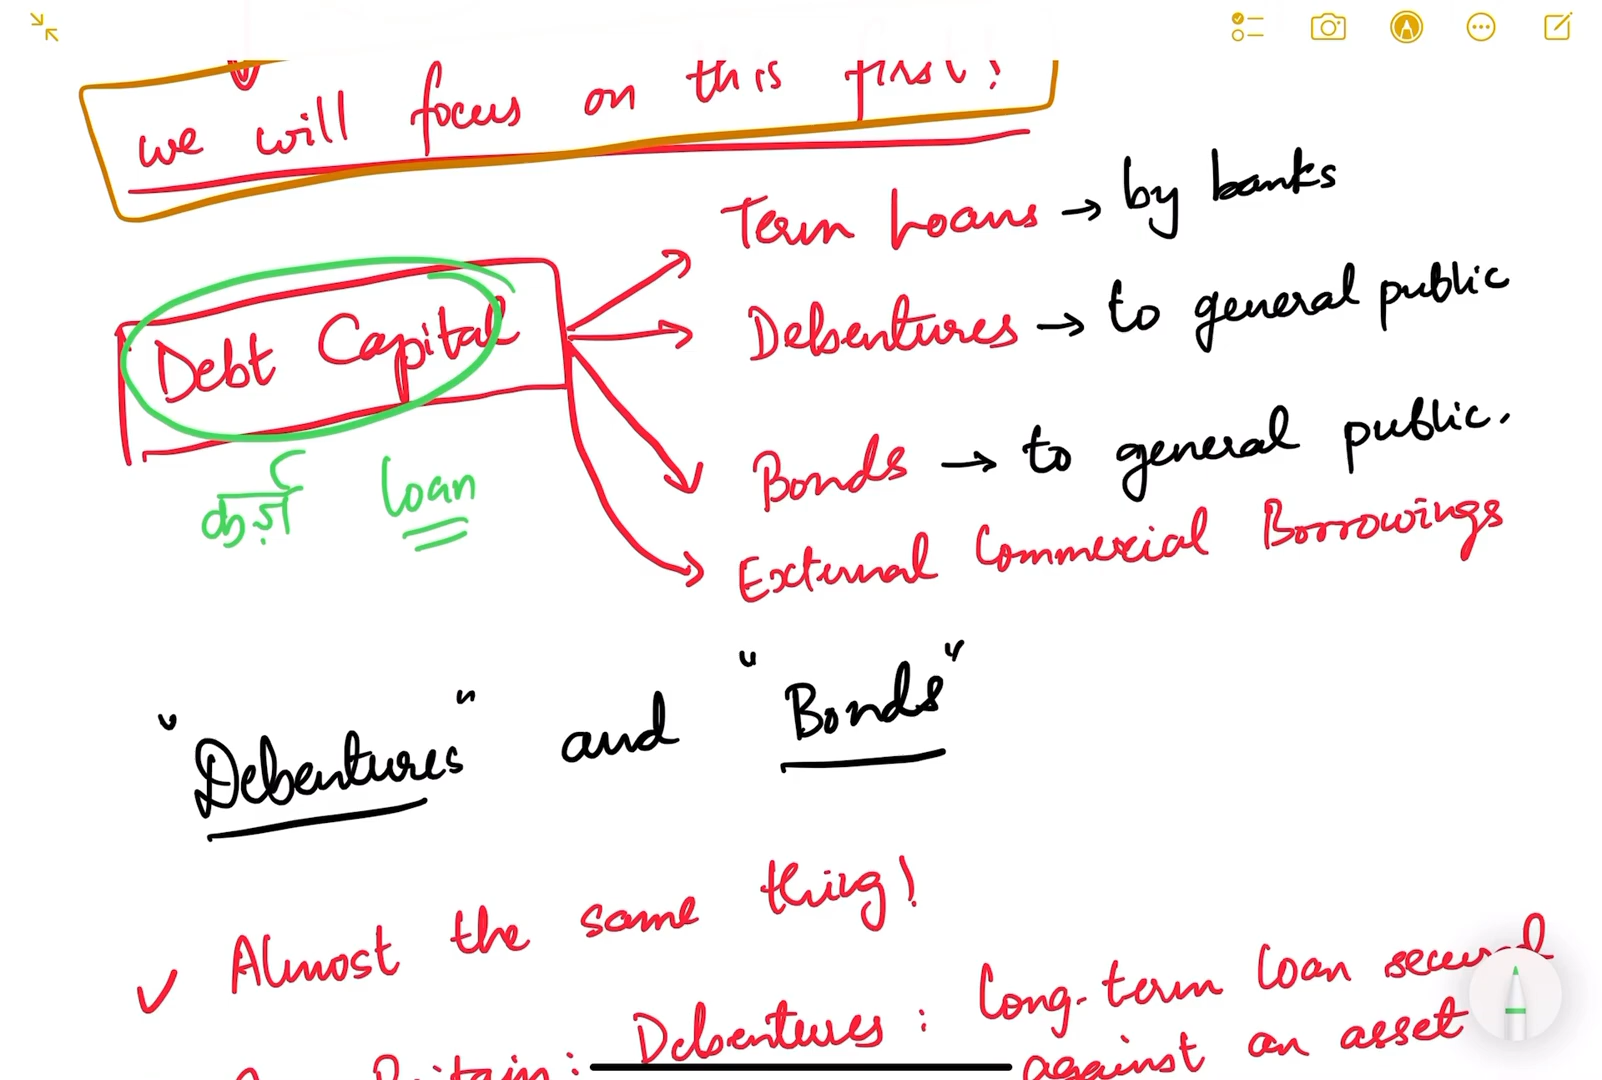 we will focus on this first!
Term Loans → by banks
Debentures → to general public
Debt Capital
Bonds → to general public.
कर्ज़ loan
External Commercial Borrowings
"Debentures" and "Bonds"
✓ Almost the same thing!
Britain: Debentures: Long-term loan secured
against an asset